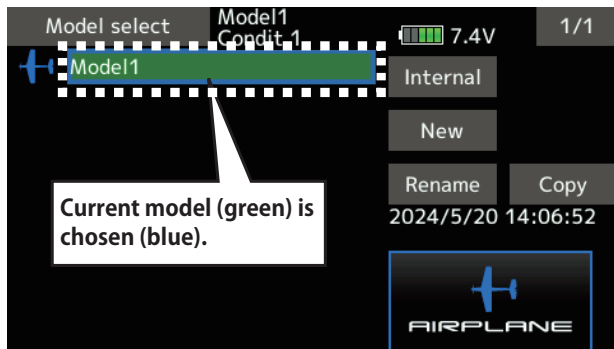 Model select
Model1
Condit 1
7.4V
1/1
Model1
Internal
New
Rename
Copy
2024/5/20 14:06:52
Current model (green) is
chosen (blue).
AIRPLANE